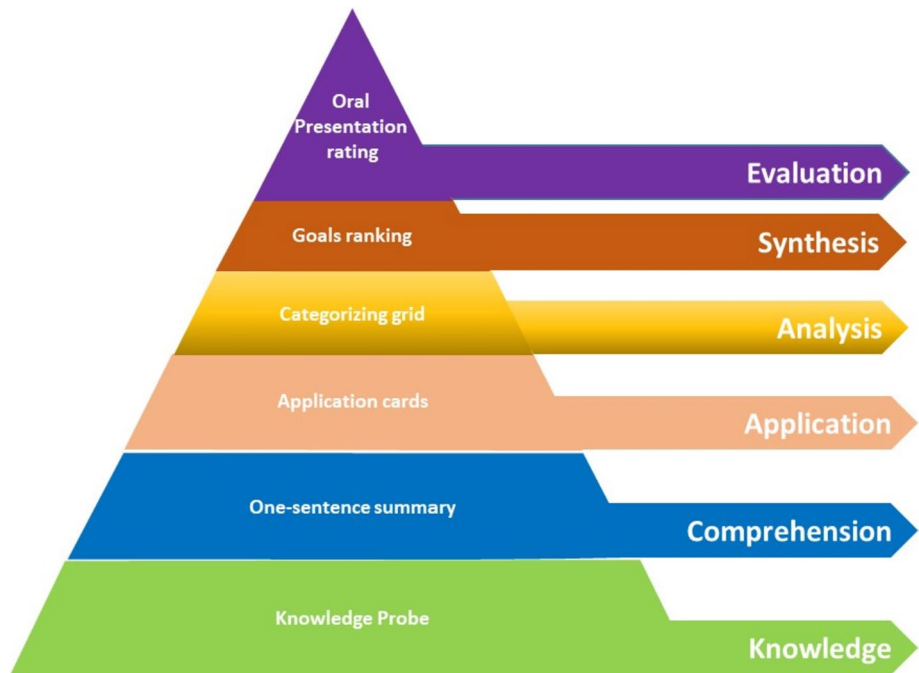 Oral
Presentation
rating
Evaluation
Goals ranking
Synthesis
Categorizing grid
Analysis
Application cards
Application
One-sentence summary
Comprehension
Knowledge Probe
Knowledge